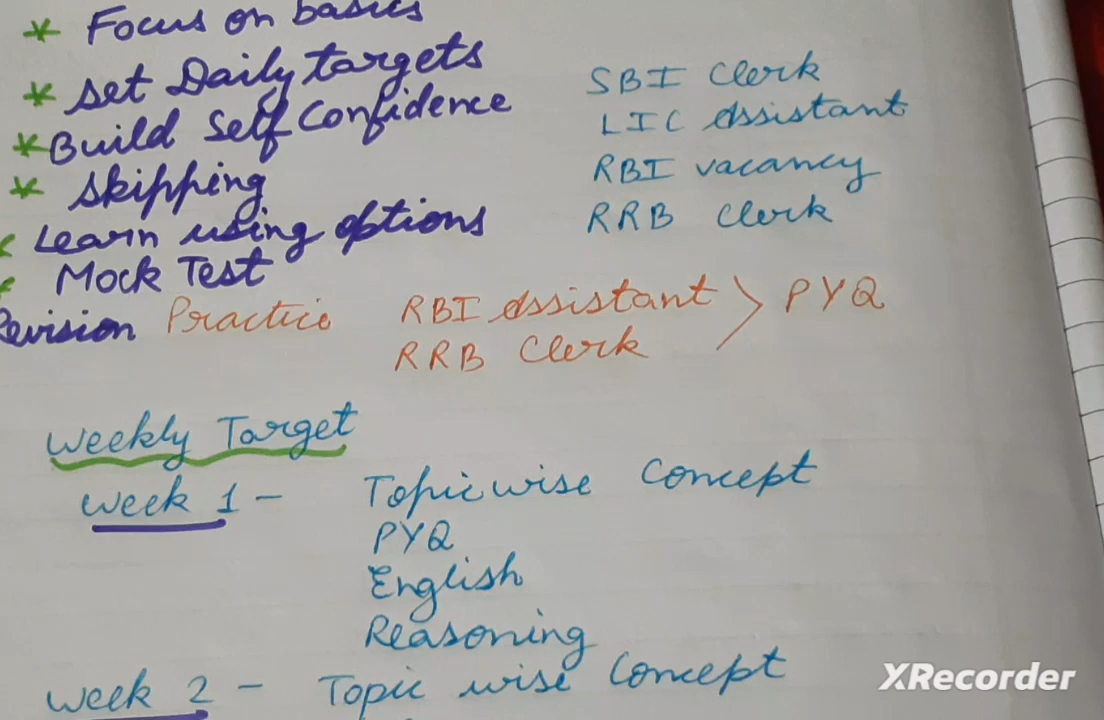 * Focus on basics
* Set Daily targets
* Build Self Confidence
* Skipping
* Learn using options
* Mock Test
Revision
SBI Clerk
LIC Assistant
RBI vacancy
RRB Clerk
Practice RBI Assistant > PYQ
RRB Clerk
Weekly Target
Week 1 - Topic wise Concept
PYQ
English
Reasoning
Week 2 - Topic wise Concept
XRecorder